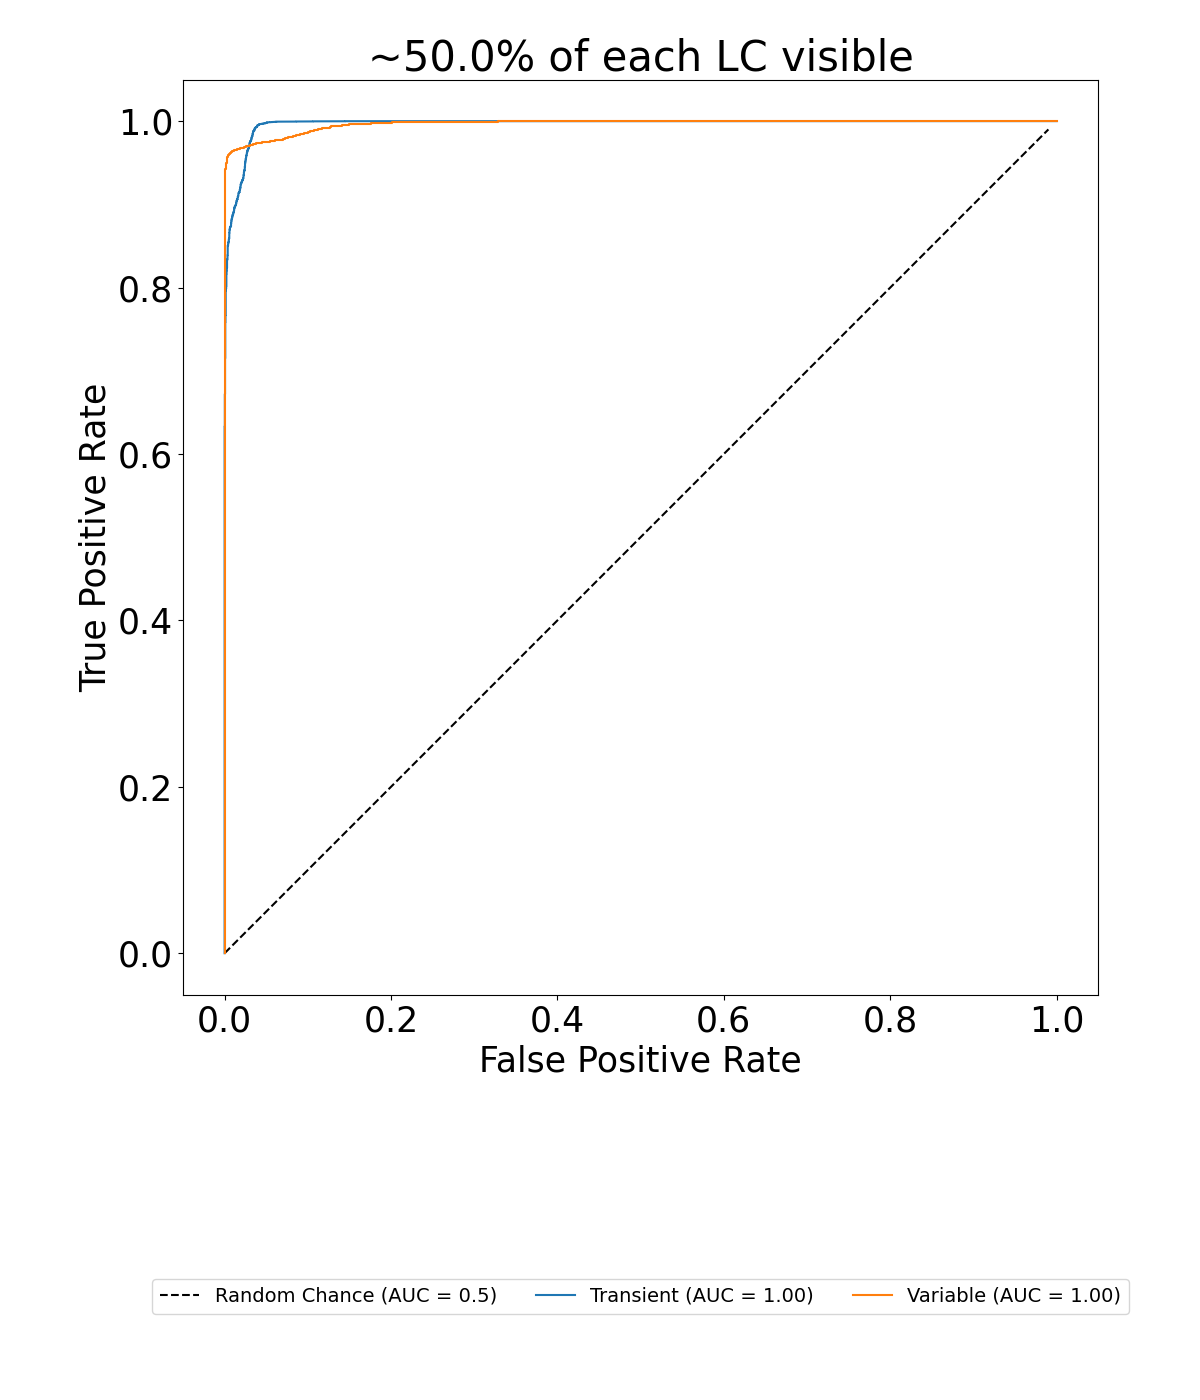 ~50.0% of each LC visible
1.0
0.8
0.6
0.4
0.2
0.0
True Positive Rate
0.0 0.2 0.4 0.6 0.8 1.0
False Positive Rate
Random Chance (AUC = 0.5) Transient (AUC = 1.00) Variable (AUC = 1.00)